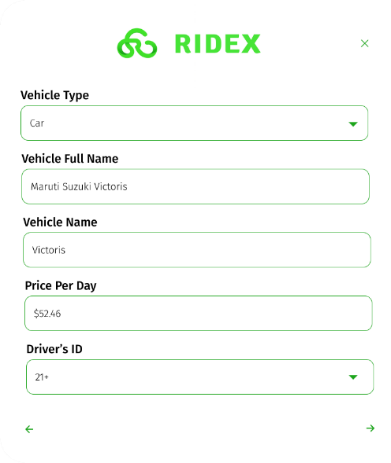 RIDEX
Vehicle Type
Car
Vehicle Full Name
Maruti Suzuki Victoris
Vehicle Name
Victoris
Price Per Day
$52.46
Driver's ID
21+